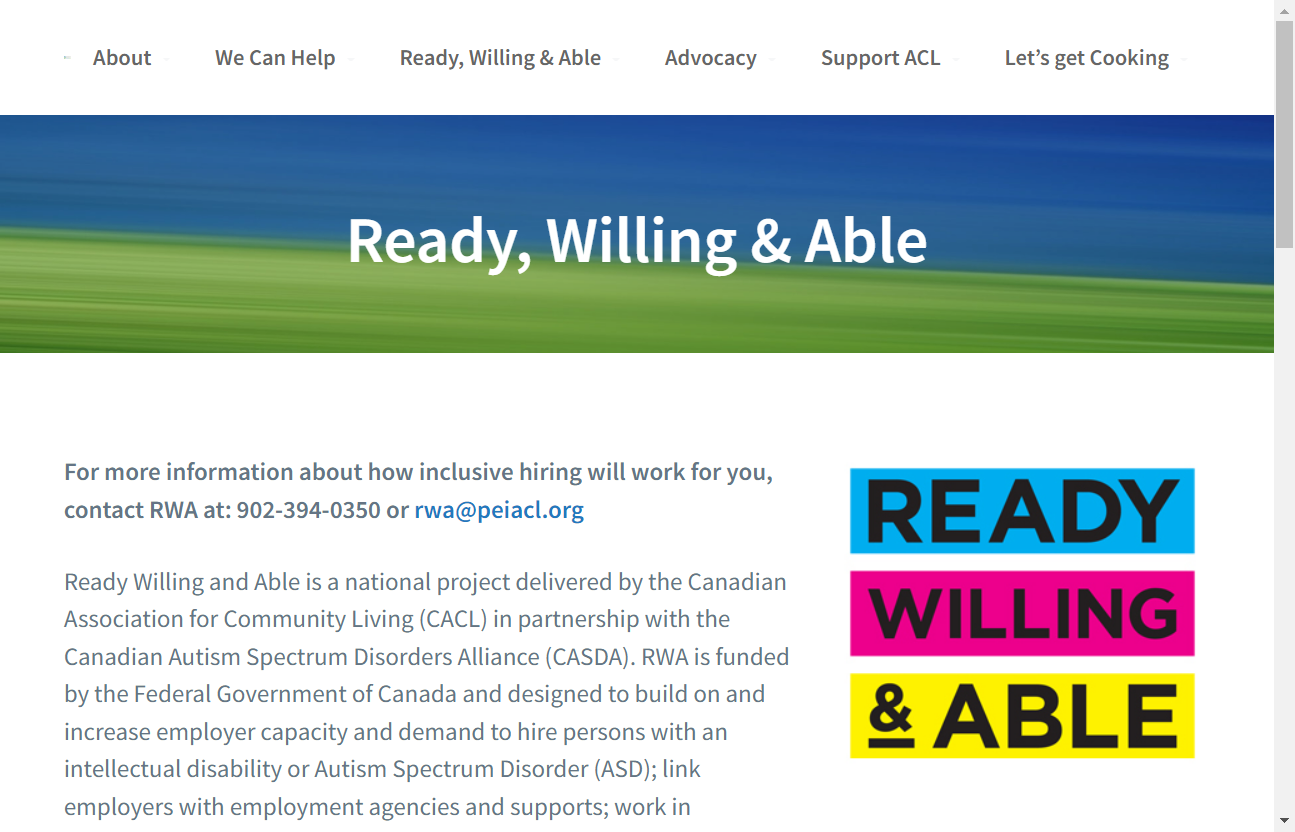 About We Can Help Ready, Willing & Able Advocacy Support ACL Let’s get Cooking
Ready, Willing & Able
For more information about how inclusive hiring will work for you,
contact RWA at: 902-394-0350 or rwa@peiacl.org
Ready Willing and Able is a national project delivered by the Canadian
Association for Community Living (CACL) in partnership with the
Canadian Autism Spectrum Disorders Alliance (CASDA). RWA is funded
by the Federal Government of Canada and designed to build on and
increase employer capacity and demand to hire persons with an
intellectual disability or Autism Spectrum Disorder (ASD); link
employers with employment agencies and supports; work in
READY
WILLING
& ABLE